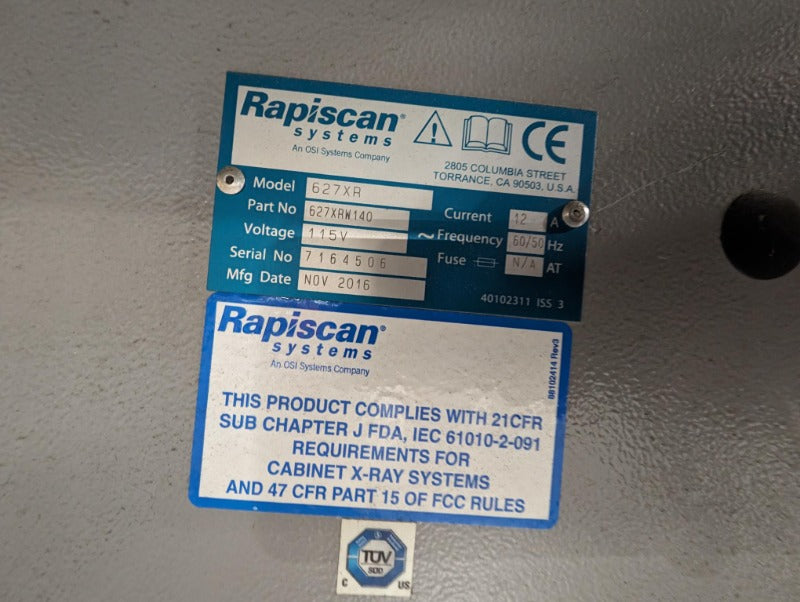 Rapiscan®
systems
An OSI Systems Company
CE
2805 COLUMBIA STREET
TORRANCE, CA 90503, U.S.A.
Model 627XR
Part No 627XRW140
Voltage 115V ~
Serial No 7164506
Mfg Date NOV 2016
Current 12 A
Frequency 60/50 Hz
Fuse N/A AT
40102311 ISS 3
Rapiscan®
systems
An OSI Systems Company
88102414 Rev3
THIS PRODUCT COMPLIES WITH 21CFR
SUB CHAPTER J FDA, IEC 61010-2-091
REQUIREMENTS FOR
CABINET X-RAY SYSTEMS
AND 47 CFR PART 15 OF FCC RULES
TÜV
SÜD
C US